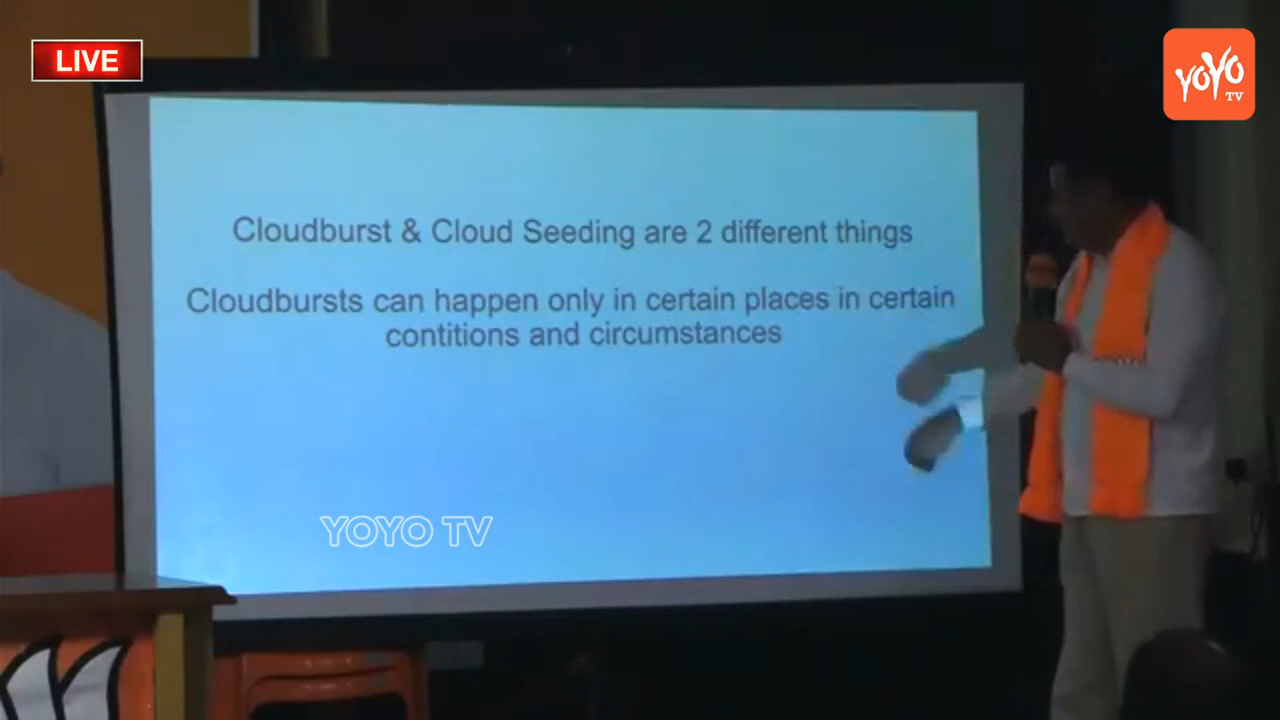 LIVE
YOYO
TV
Cloudburst & Cloud Seeding are 2 different things
Cloudbursts can happen only in certain places in certain
contitions and circumstances
YOYO TV